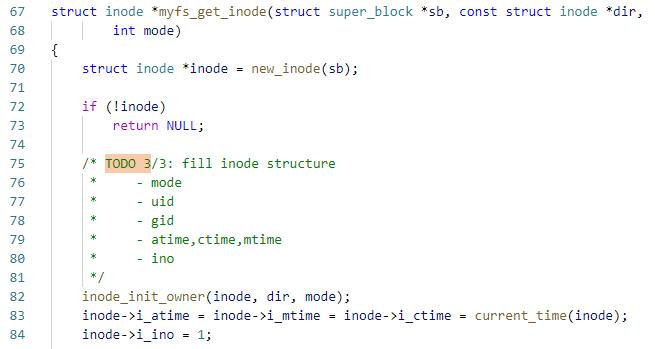 67 struct inode *myfs_get_inode(struct super_block *sb, const struct inode *dir,
68         int mode)
69 {
70     struct inode *inode = new_inode(sb);
71
72     if (!inode)
73         return NULL;
74
75     /* TODO 3/3: fill inode structure
76      *     - mode
77      *     - uid
78      *     - gid
79      *     - atime,ctime,mtime
80      *     - ino
81      */
82     inode_init_owner(inode, dir, mode);
83     inode->i_atime = inode->i_mtime = inode->i_ctime = current_time(inode);
84     inode->i_ino = 1;